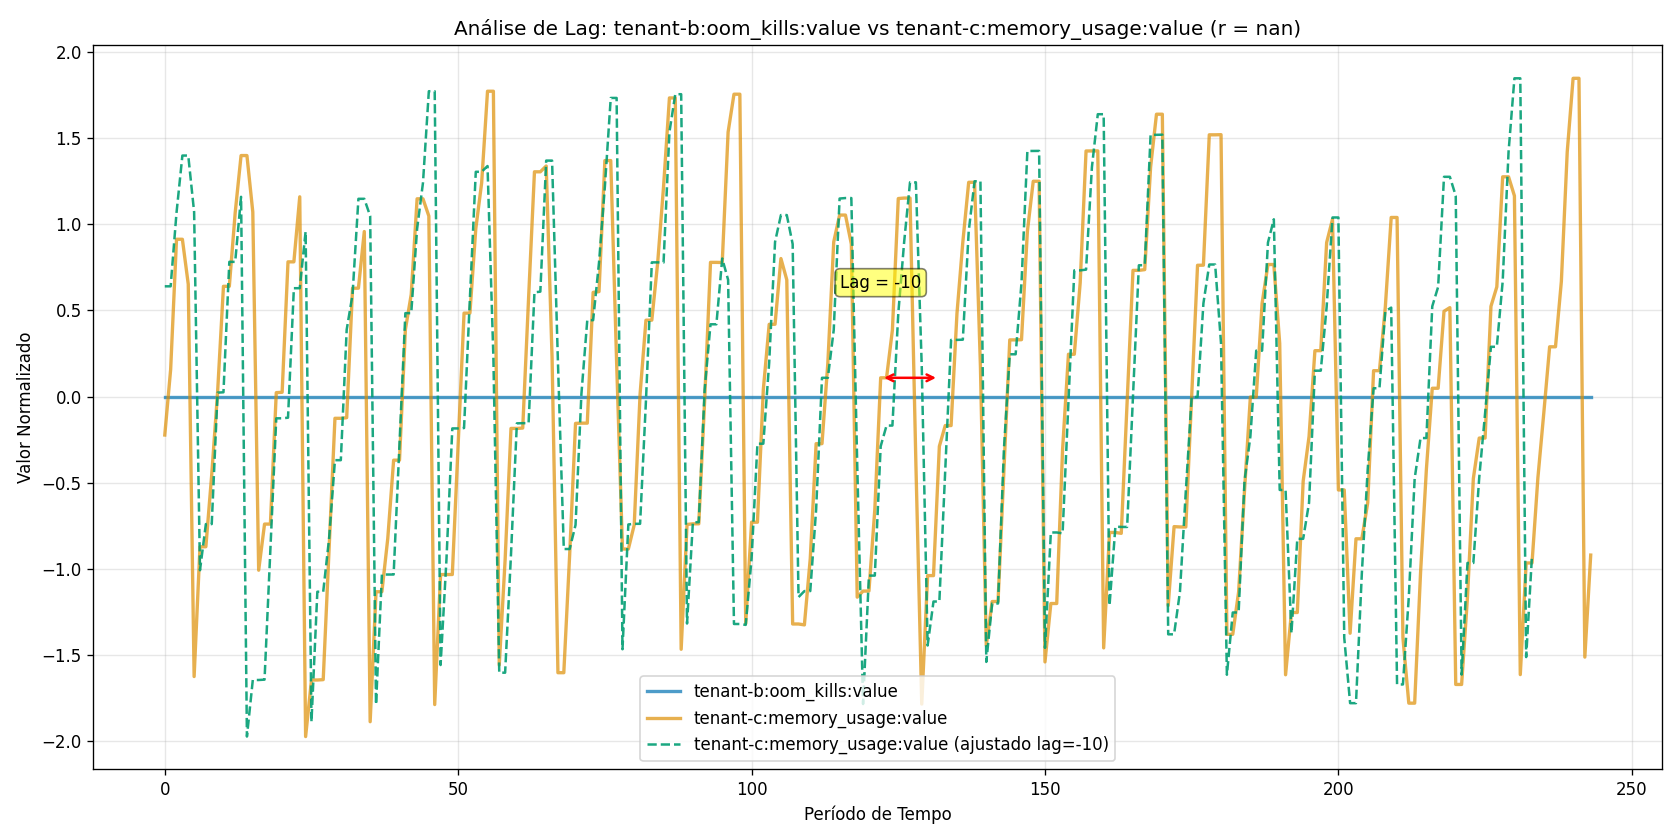 Análise de Lag: tenant-b:oom_kills:value vs tenant-c:memory_usage:value (r = nan)
Valor Normalizado
2.0
1.5
1.0
0.5
0.0
−0.5
−1.0
−1.5
−2.0
Lag = -10
tenant-b:oom_kills:value
tenant-c:memory_usage:value
tenant-c:memory_usage:value (ajustado lag=-10)
0
50
100
150
200
250
Período de Tempo